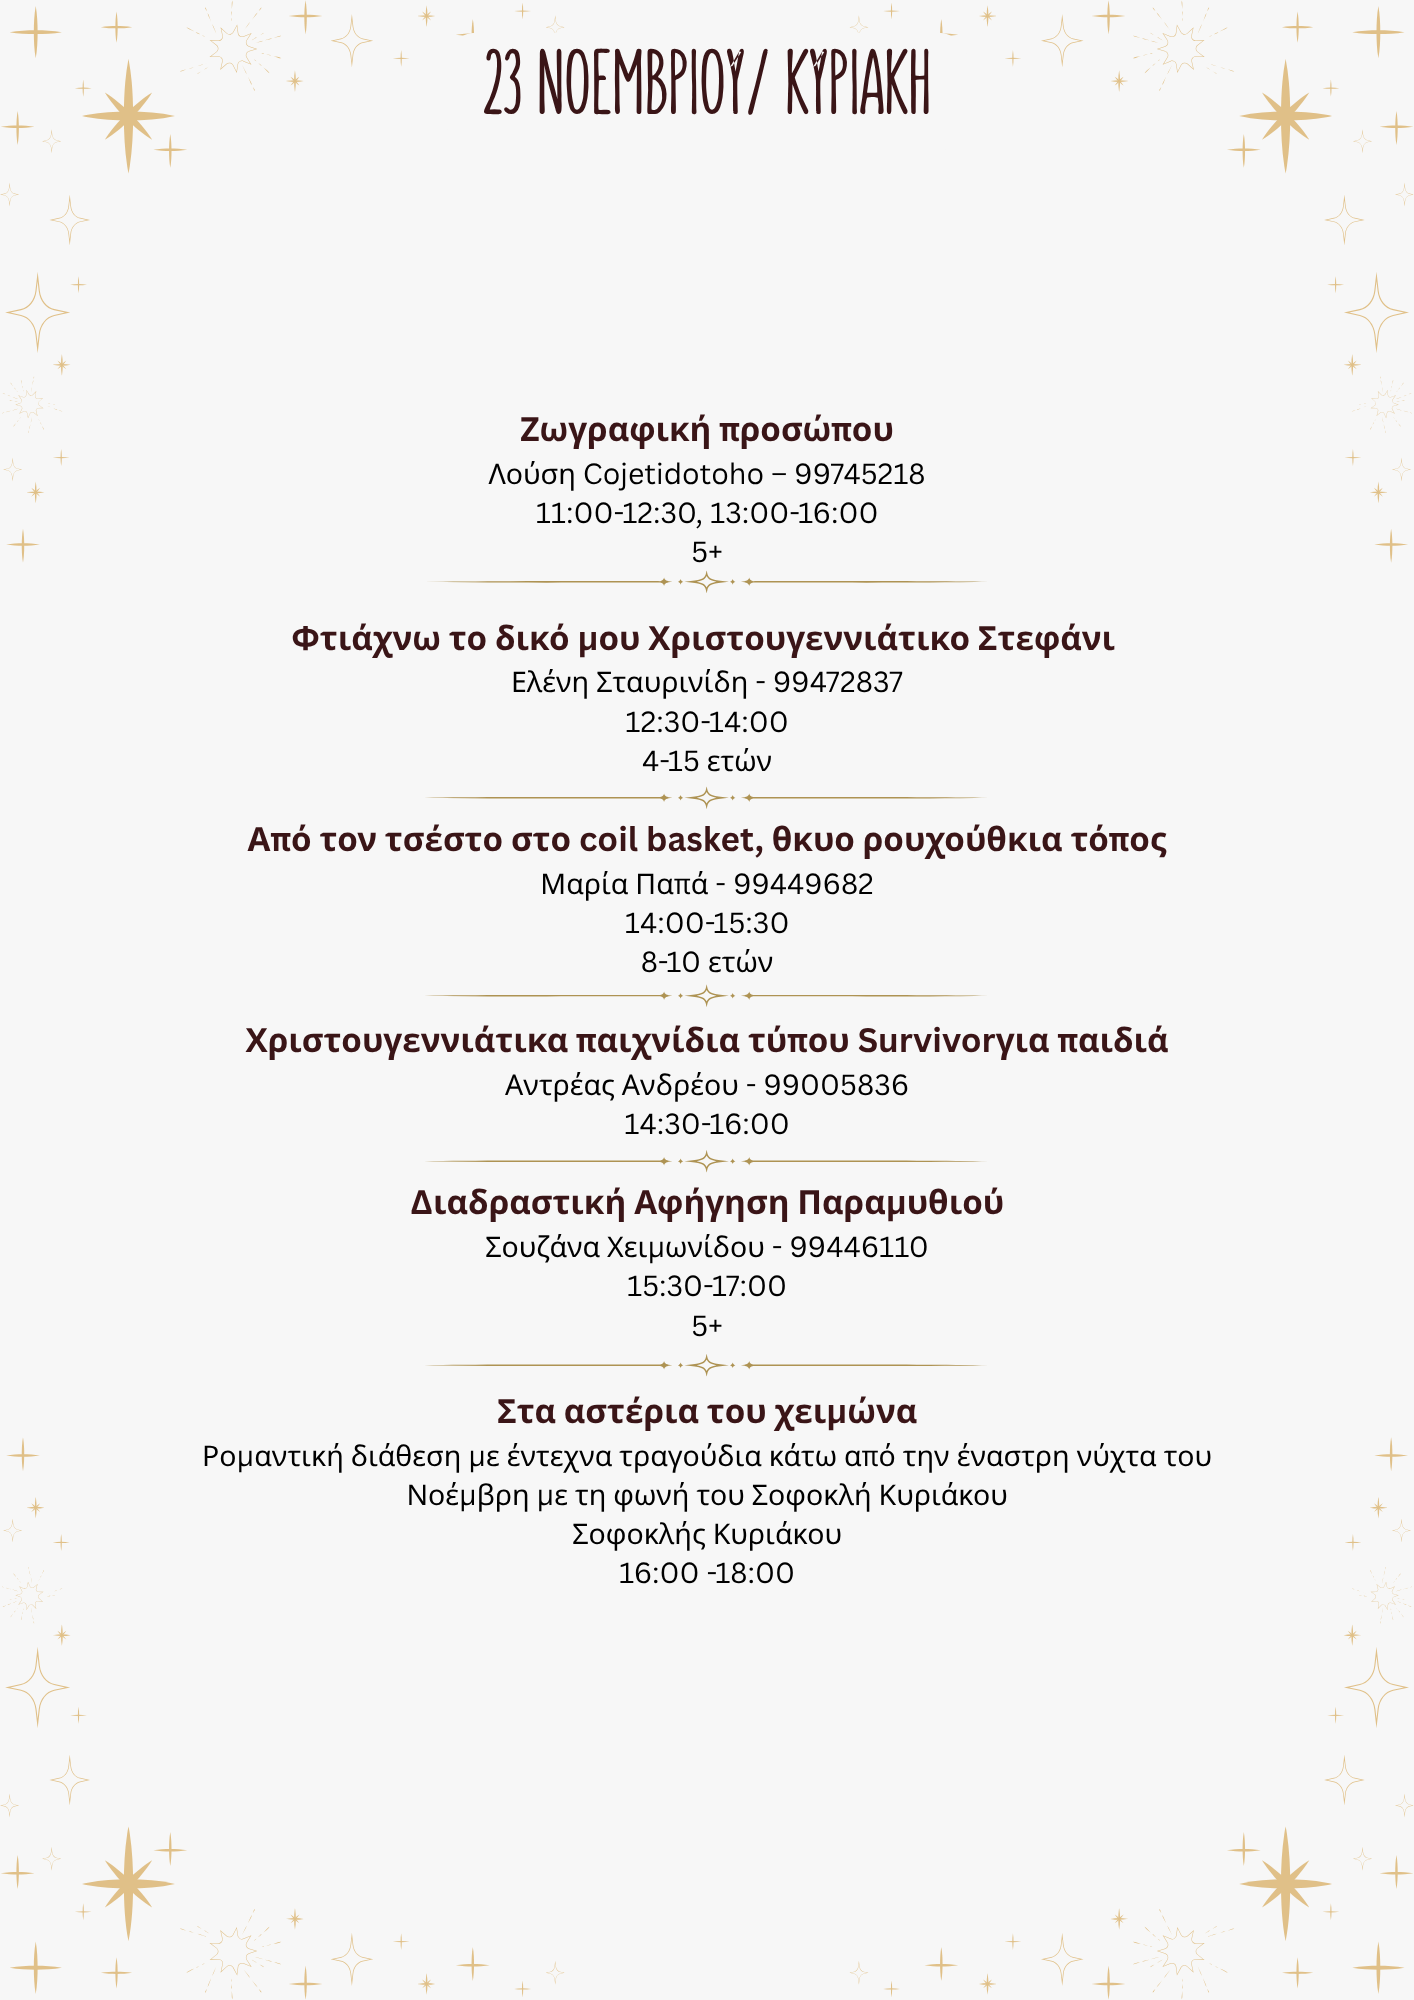 23 ΝΟΕΜΒΡΙΟΥ/ ΚΥΡΙΑΚΗ
Ζωγραφική προσώπου
Λούση Cojetidotoho – 99745218
11:00-12:30, 13:00-16:00
5+
Φτιάχνω το δικό μου Χριστουγεννιάτικο Στεφάνι
Ελένη Σταυρινίδη - 99472837
12:30-14:00
4-15 ετών
Από τον τσέστο στο coil basket, θκυο ρουχούθκια τόπος
Μαρία Παπά - 99449682
14:00-15:30
8-10 ετών
Χριστουγεννιάτικα παιχνίδια τύπου Survivorγια παιδιά
Αντρέας Ανδρέου - 99005836
14:30-16:00
Διαδραστική Αφήγηση Παραμυθιού
Σουζάνα Χειμωνίδου - 99446110
15:30-17:00
5+
Στα αστέρια του χειμώνα
Ρομαντική διάθεση με έντεχνα τραγούδια κάτω από την έναστρη νύχτα του
Νοέμβρη με τη φωνή του Σοφοκλή Κυριάκου
Σοφοκλής Κυριάκου
16:00 -18:00